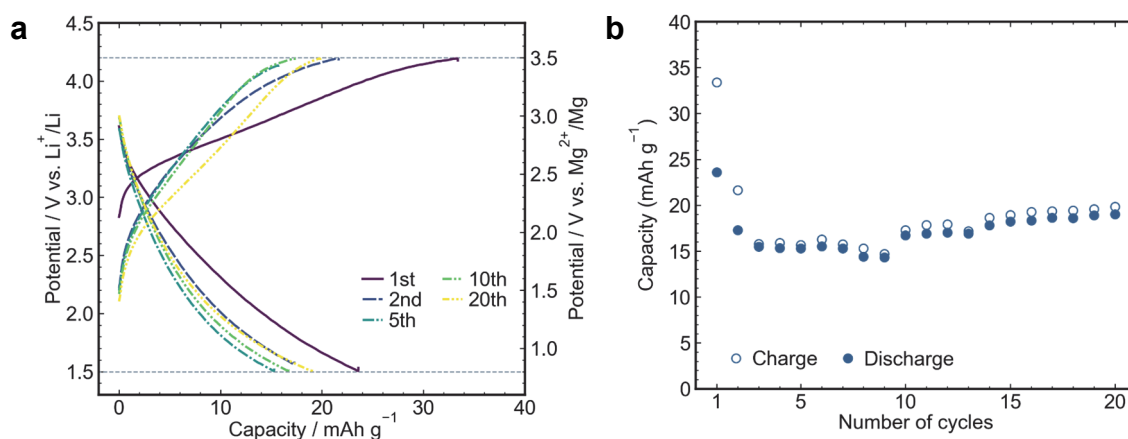 a
4.5
4.0
3.5
3.0
2.5
2.0
1.5
Potential / V vs. Li⁺/Li
3.5
3.0
2.5
2.0
1.5
1.0
Potential / V vs. Mg²⁺/Mg
1st
2nd
5th
10th
20th
0
10
20
30
40
Capacity / mAh g⁻¹
b
40
35
30
25
20
15
10
5
0
Capacity (mAh g⁻¹)
Charge
Discharge
1
5
10
15
20
Number of cycles